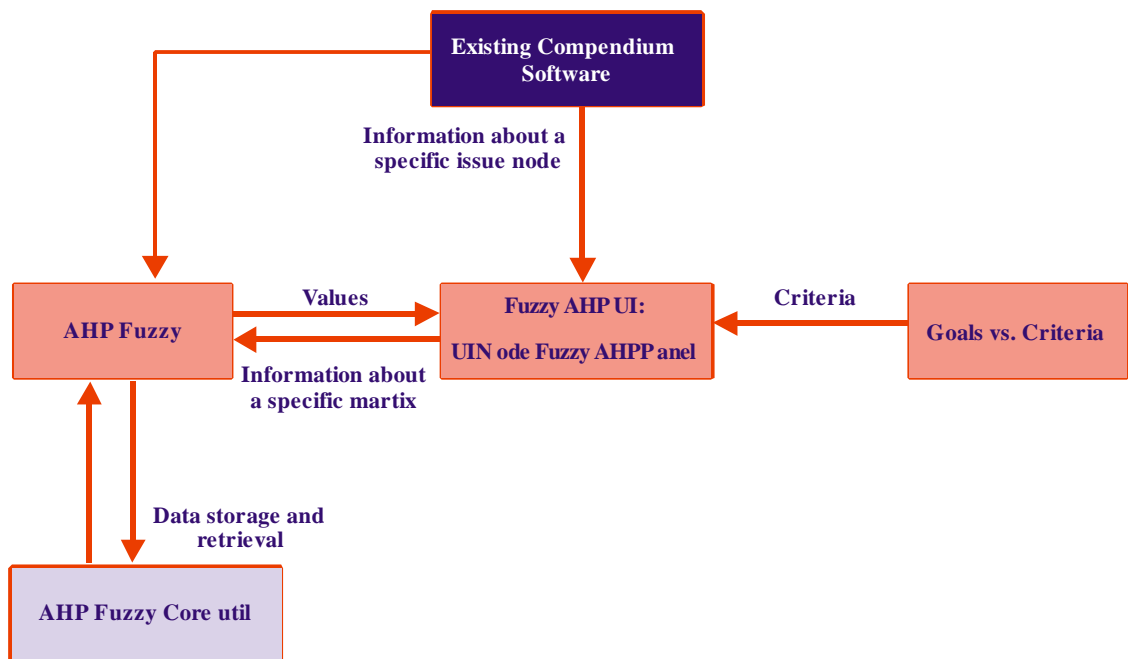 Existing Compendium
Software
Information about a
specific issue node
Values
Fuzzy AHP UI:
Criteria
AHP Fuzzy
UIN ode Fuzzy AHPP anel
Goals vs. Criteria
Information about
a specific martix
Data storage and
retrieval
AHP Fuzzy Core util